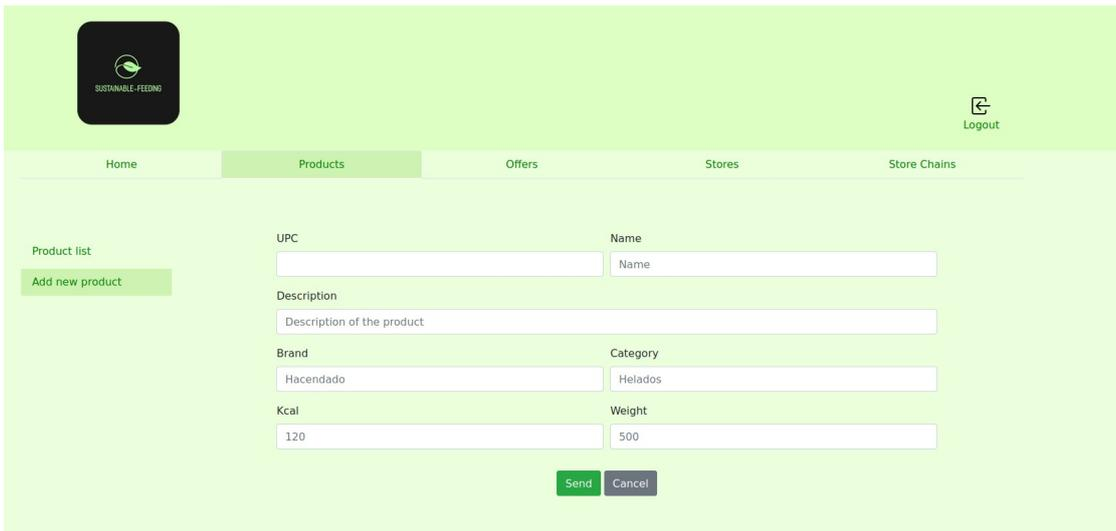 SUSTAINABLE-FEEDING
Logout
Home Products Offers Stores Store Chains
Product list
Add new product
UPC Name
Name
Description
Description of the product
Brand Category
Hacendado Helados
Kcal Weight
120 500
Send Cancel